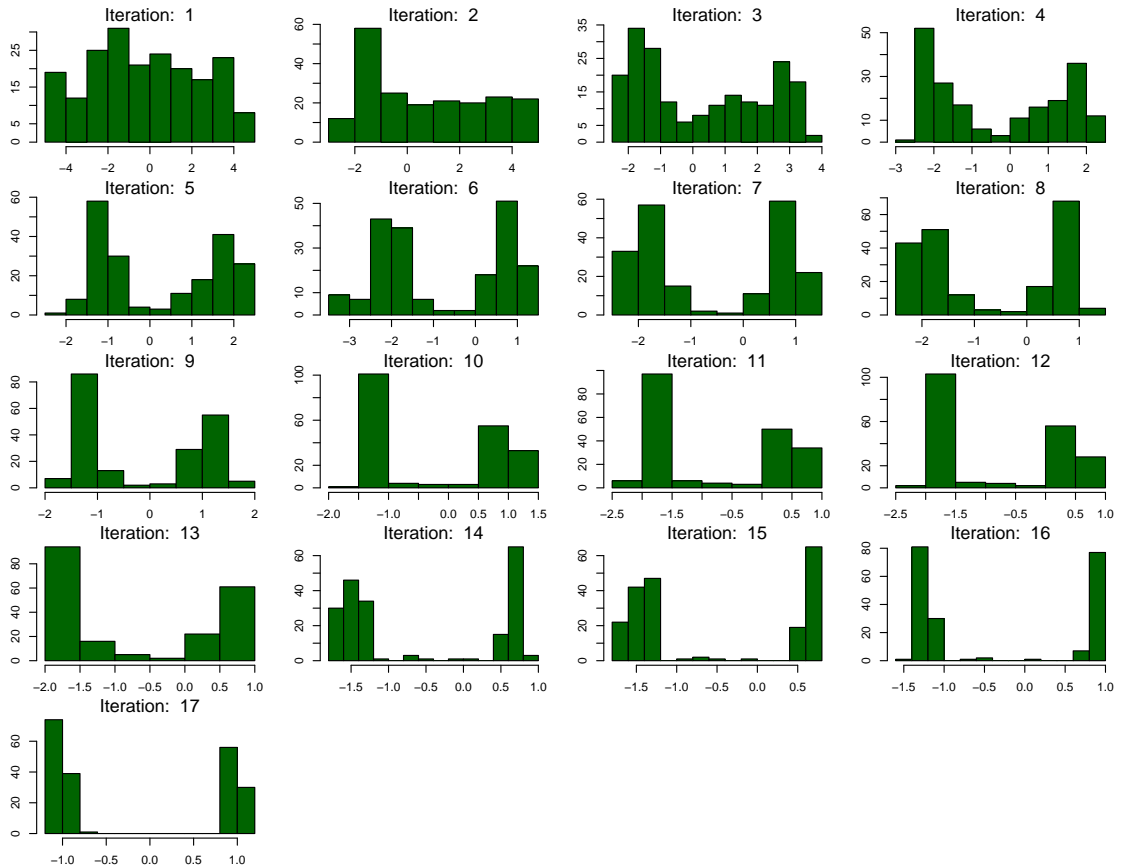 Iteration: 1
0 5 15 25
−4 −2 0 2 4
Iteration: 2
0 20 40 60
−2 0 2 4
Iteration: 3
0 5 15 25 35
−2 −1 0 1 2 3 4
Iteration: 4
0 10 30 50
−3 −2 −1 0 1 2
Iteration: 5
0 20 40 60
−2 −1 0 1 2
Iteration: 6
0 10 30 50
−3 −2 −1 0 1
Iteration: 7
0 20 40 60
−2 −1 0 1
Iteration: 8
0 20 40 60
−2 −1 0 1
Iteration: 9
0 20 40 60 80
−2 −1 0 1 2
Iteration: 10
0 20 60 100
−2.0 −1.0 0.0 0.5 1.0 1.5
Iteration: 11
0 20 40 60 80
−2.5 −1.5 −0.5 0.5 1.0
Iteration: 12
0 20 40 60 80 100
−2.5 −1.5 −0.5 0.5 1.0
Iteration: 13
0 20 40 60 80
−2.0 −1.5 −1.0 −0.5 0.0 0.5 1.0
Iteration: 14
0 20 40 60
−1.5 −1.0 −0.5 0.0 0.5 1.0
Iteration: 15
0 20 40 60
−1.5 −1.0 −0.5 0.0 0.5
Iteration: 16
0 20 40 60 80
−1.5 −1.0 −0.5 0.0 0.5 1.0
Iteration: 17
0 20 40 60
−1.0 −0.5 0.0 0.5 1.0